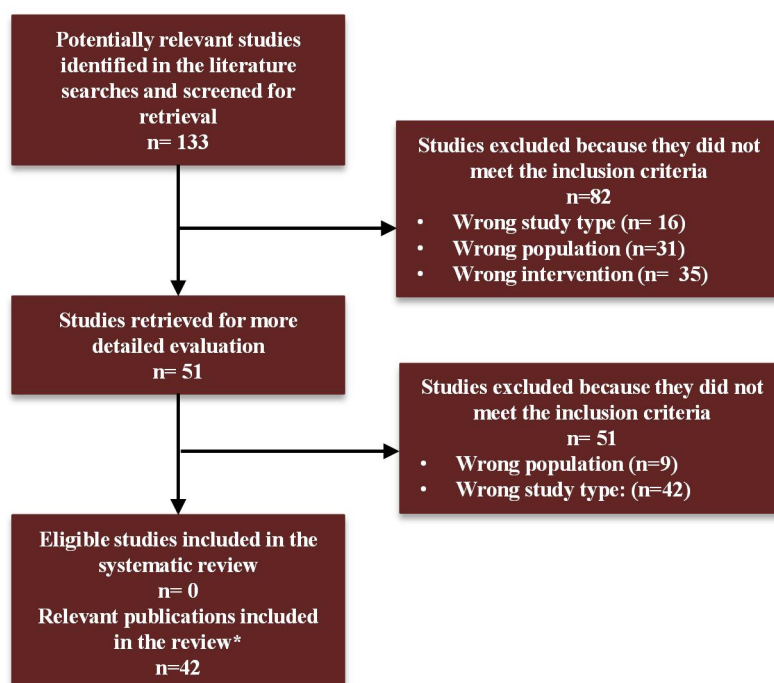 Potentially relevant studies
identified in the literature
searches and screened for
retrieval
n= 133
Studies excluded because they did not
meet the inclusion criteria
n=82
• Wrong study type (n= 16)
• Wrong population (n=31)
• Wrong intervention (n=  35)
Studies retrieved for more
detailed evaluation
n= 51
Studies excluded because they did not
meet the inclusion criteria
n= 51
• Wrong population (n=9)
• Wrong study type: (n=42)
Eligible studies included in the
systematic review
n= 0
Relevant publications included
in the review*
n=42